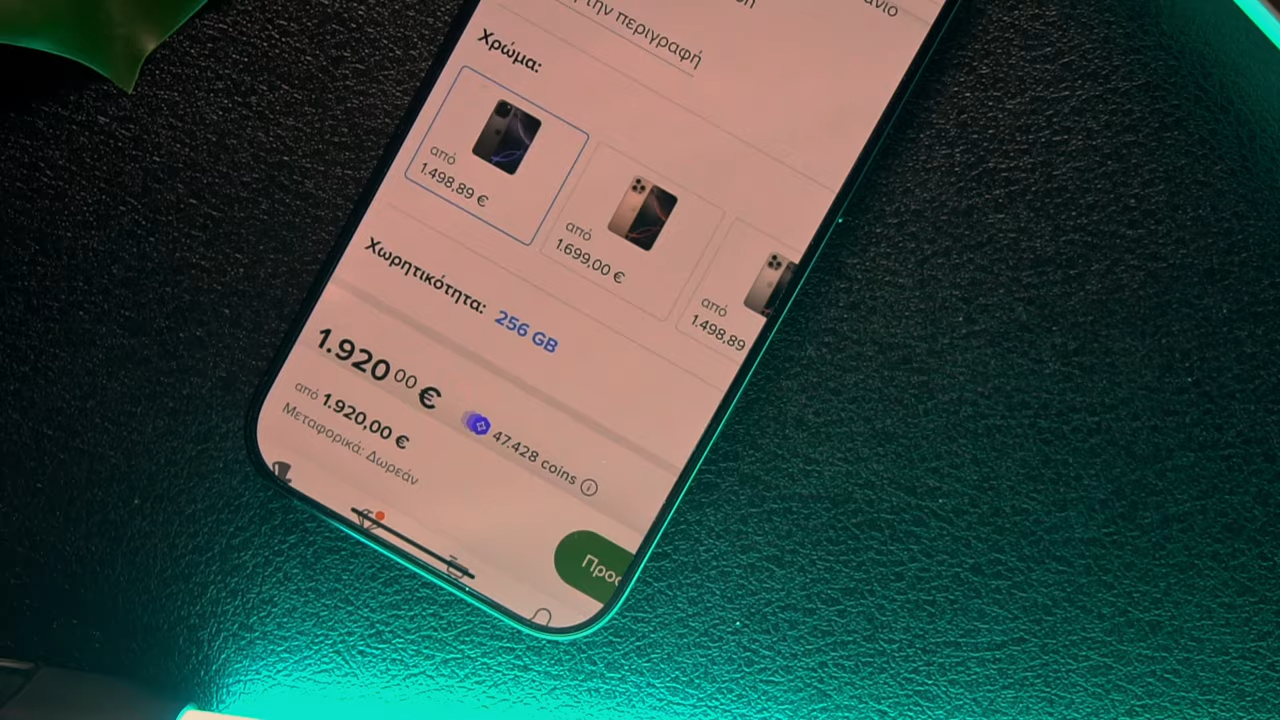 την περιγραφή
Χρώμα:
από
1.498,89 €
από
1.699,00 €
από
1.498,89
Χωρητικότητα: 256 GB
1.920 00 €
από 1.920,00 €
47.428 coins
Μεταφορικά: Δωρεάν